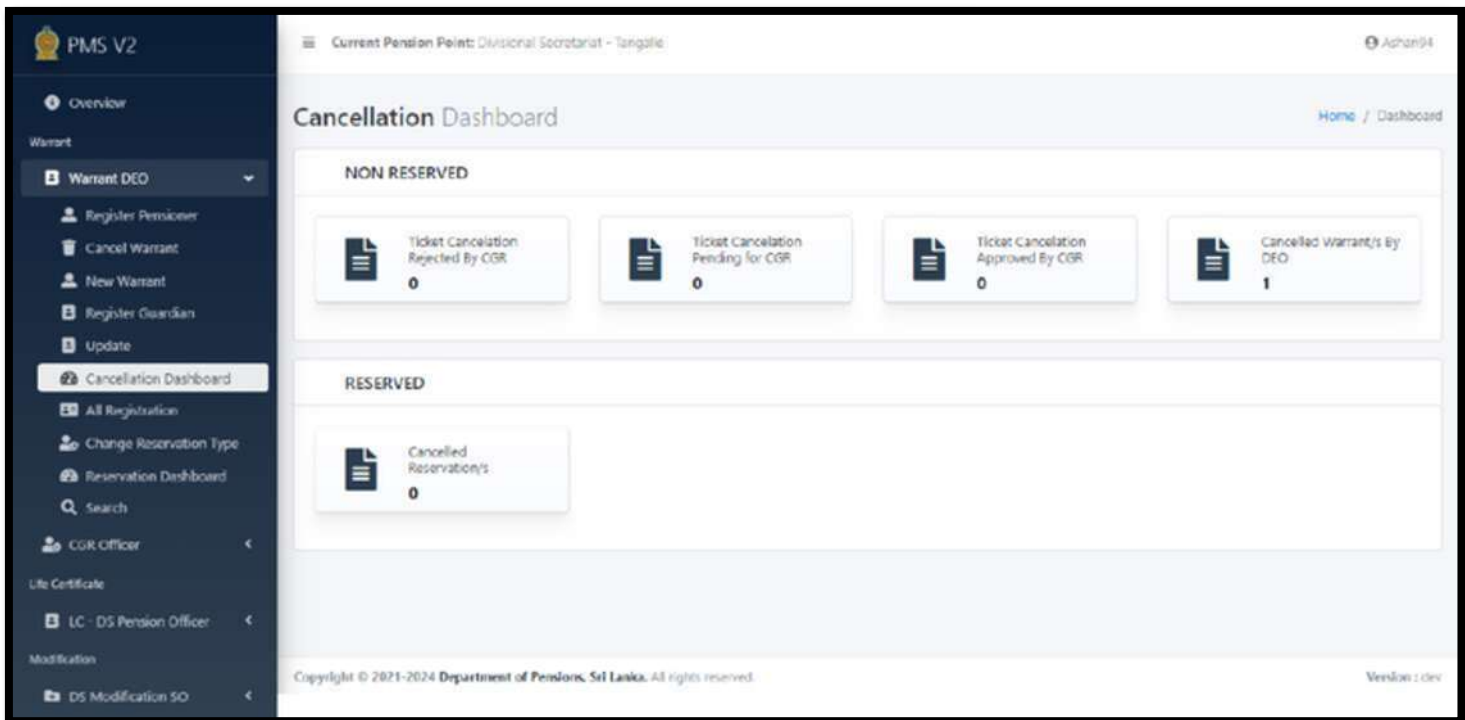 PMS V2
Current Pension Point: Divisional Secretariat - Tangalle
Ashan94
Overview
Warrant
Warrant DEO
Register Pensioner
Cancel Warrant
New Warrant
Register Guardian
Update
Cancellation Dashboard
All Registration
Change Reservation Type
Reservation Dashboard
Search
CGR Officer
Life Certificate
LC - DS Pension Officer
Modification
DS Modification SO
Cancellation Dashboard
Home / Dashboard
NON RESERVED
Ticket Cancelation
Rejected By CGR
0
Ticket Cancelation
Pending for CGR
0
Ticket Cancelation
Approved By CGR
0
Cancelled Warrant/s By
DEO
1
RESERVED
Cancelled
Reservation/s
0
Copyright © 2021-2024 Department of Pensions, Sri Lanka. All rights reserved.
Version : dev